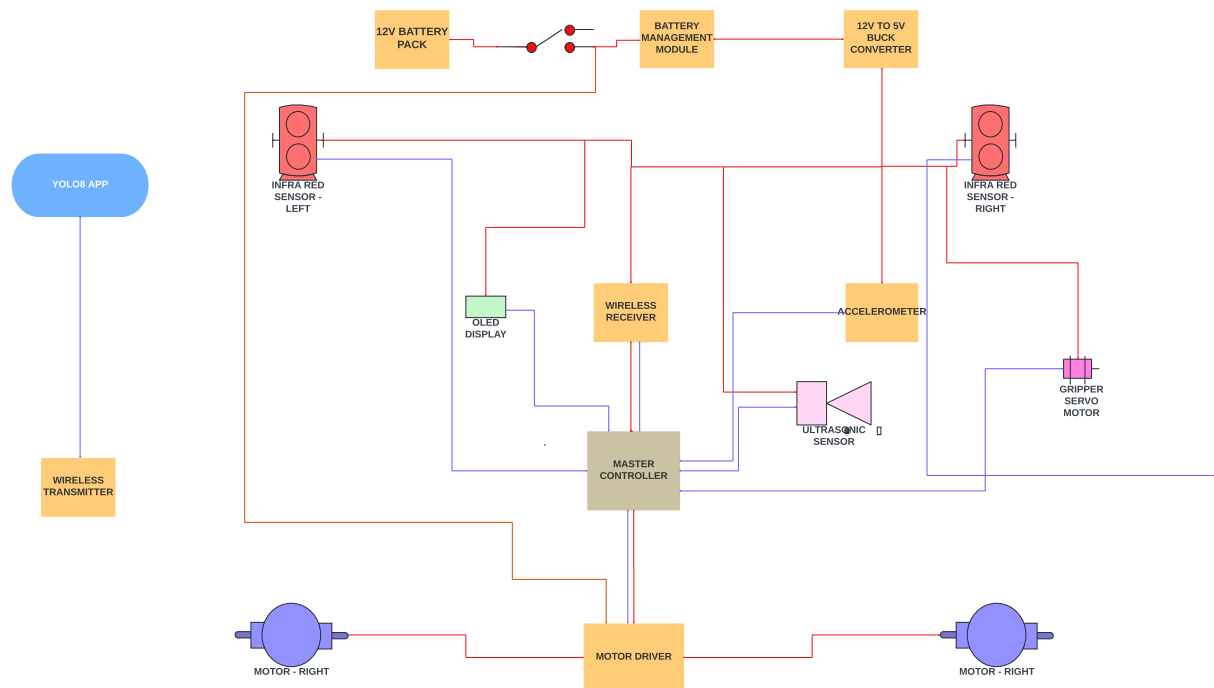 12V BATTERY
PACK
BATTERY
MANAGEMENT
MODULE
12V TO 5V
BUCK
CONVERTER
YOLO8 APP
INFRA RED
SENSOR -
LEFT
INFRA RED
SENSOR -
RIGHT
OLED
DISPLAY
WIRELESS
RECEIVER
ACCELEROMETER
GRIPPER
SERVO
MOTOR
ULTRASONIC
SENSOR
MASTER
CONTROLLER
WIRELESS
TRANSMITTER
MOTOR DRIVER
MOTOR - RIGHT
MOTOR - RIGHT